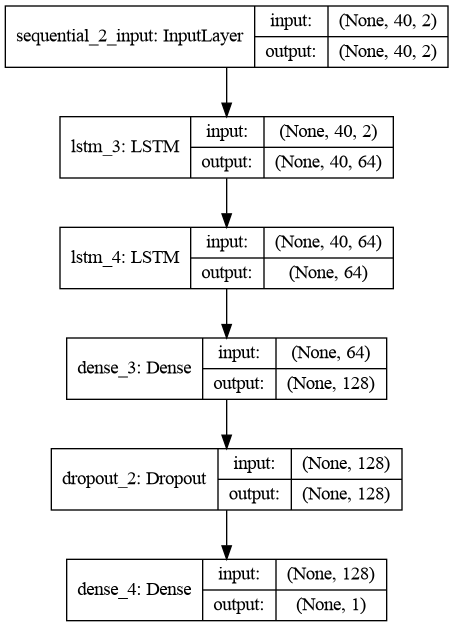 sequential_2_input: InputLayer
input: (None, 40, 2)
output: (None, 40, 2)
lstm_3: LSTM
input: (None, 40, 2)
output: (None, 40, 64)
lstm_4: LSTM
input: (None, 40, 64)
output: (None, 64)
dense_3: Dense
input: (None, 64)
output: (None, 128)
dropout_2: Dropout
input: (None, 128)
output: (None, 128)
dense_4: Dense
input: (None, 128)
output: (None, 1)